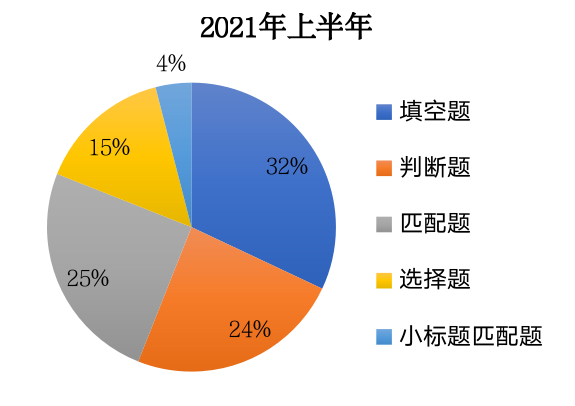 2021年上半年
4%
32%
15%
25%
24%
填空题
判断题
匹配题
选择题
小标题匹配题